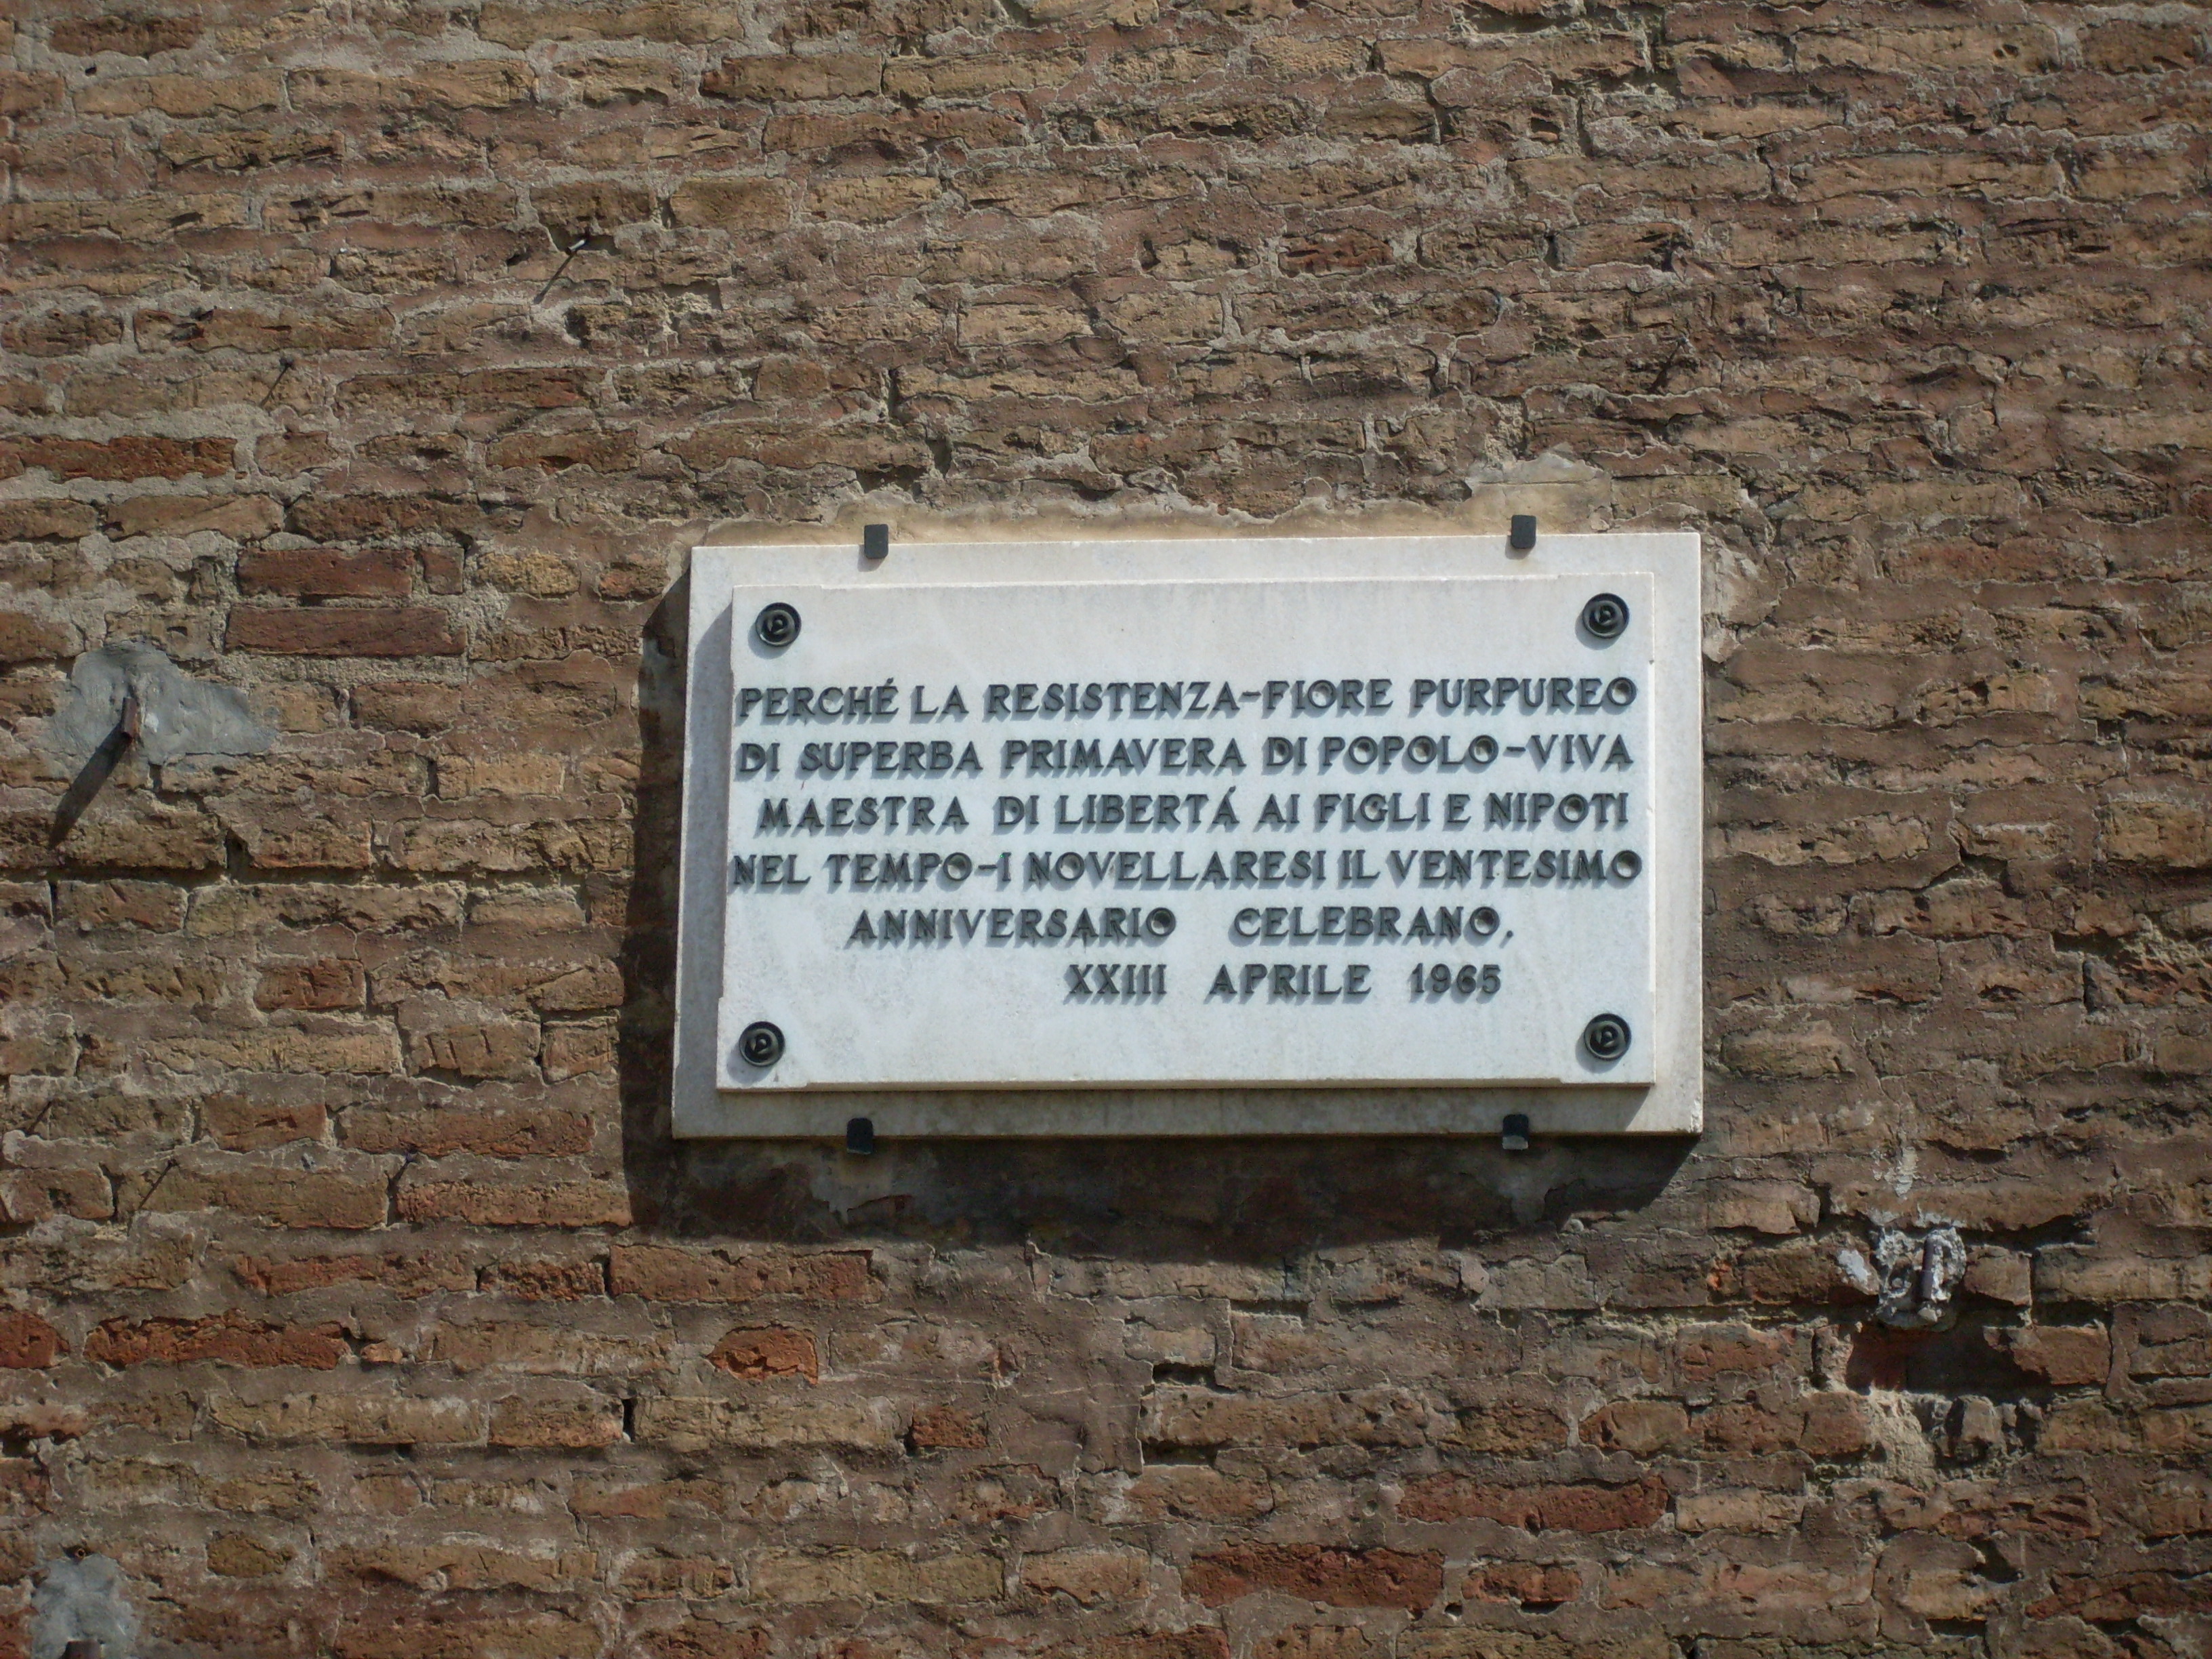 PERCHÉ LA RESISTENZA-FIORE PURPUREO
DI SUPERBA PRIMAVERA DI POPOLO-VIVA
MAESTRA DI LIBERTÁ AI FIGLI E NIPOTI
NEL TEMPO-I NOVELLARESI IL VENTESIMO
ANNIVERSARIO CELEBRANO.
XXIII APRILE 1965